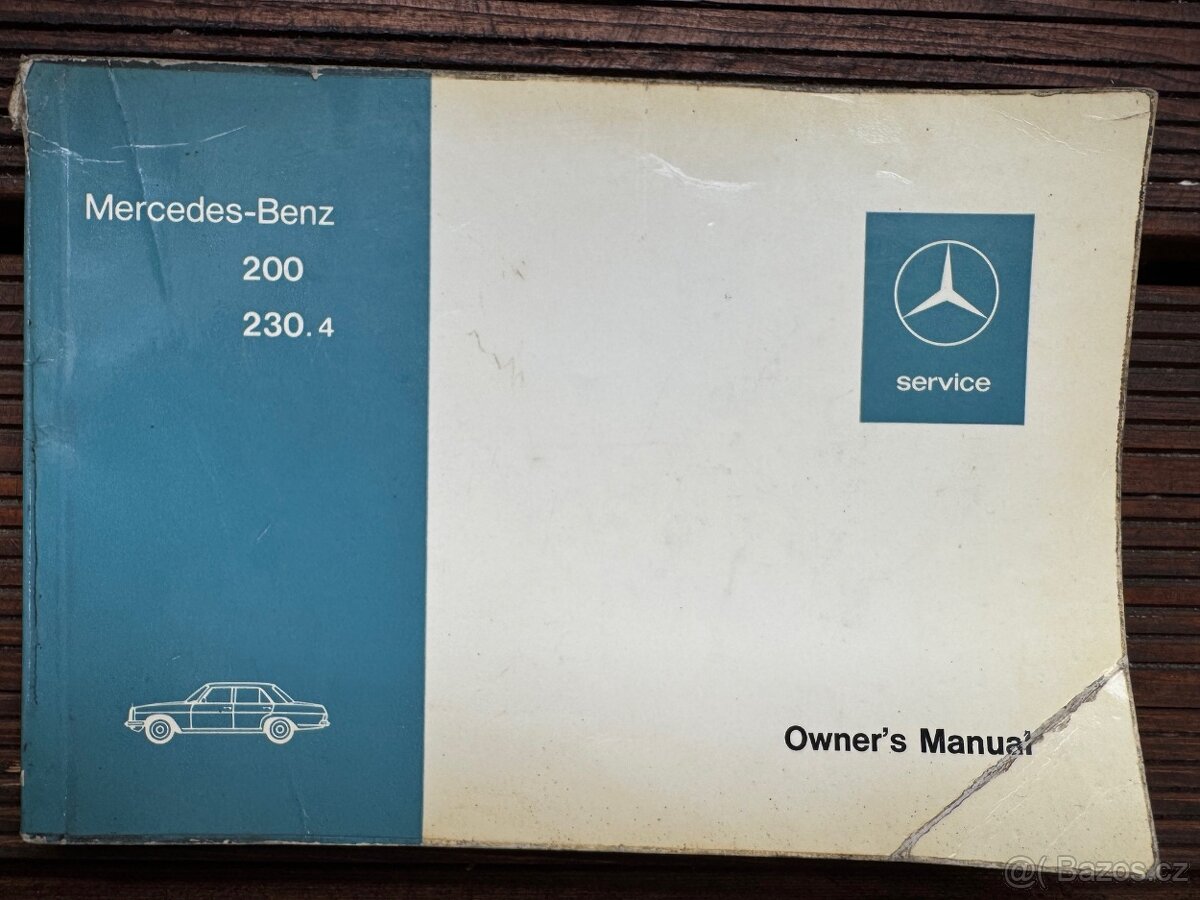 Mercedes-Benz
200
230.4
service
Owner's Manual
@( Bazos.cz